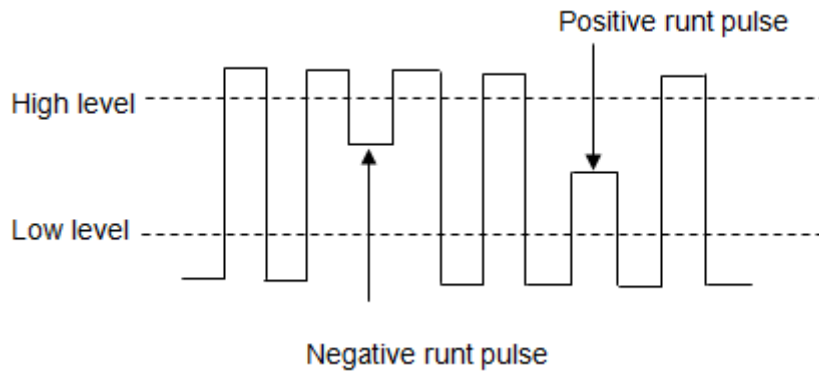 Positive runt pulse
High level
Low level
Negative runt pulse